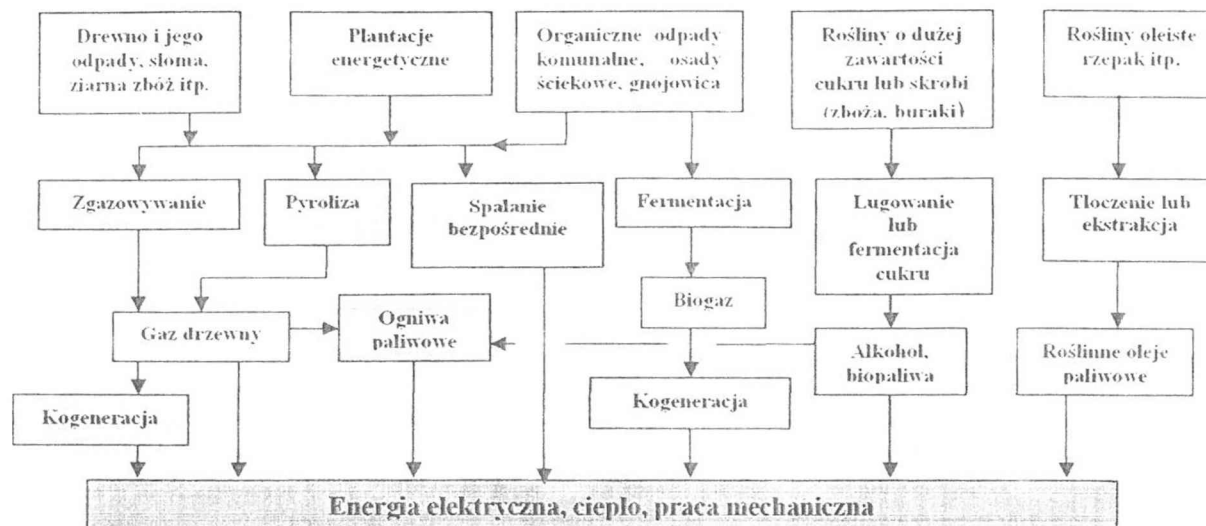 Drewno i jego
odpady, słoma,
ziarna zbóż itp.
Plantacje
energetyczne
Organiczne odpady
komunalne, osady
ściekowe, gnojowica
Rośliny o dużej
zawartości
cukru lub skrobi
(zboża, buraki)
Rośliny oleiste
rzepak itp.
Zgazowywanie
Pyroliza
Spalanie
bezpośrednie
Fermentacja
Ługowanie
lub
fermentacja
cukru
Tłoczenie lub
ekstrakcja
Gaz drzewny
Ogniwa
paliwowe
Biogaz
Alkohol,
biopaliwa
Roślinne oleje
paliwowe
Kogeneracja
Kogeneracja
Energia elektryczna, ciepło, praca mechaniczna